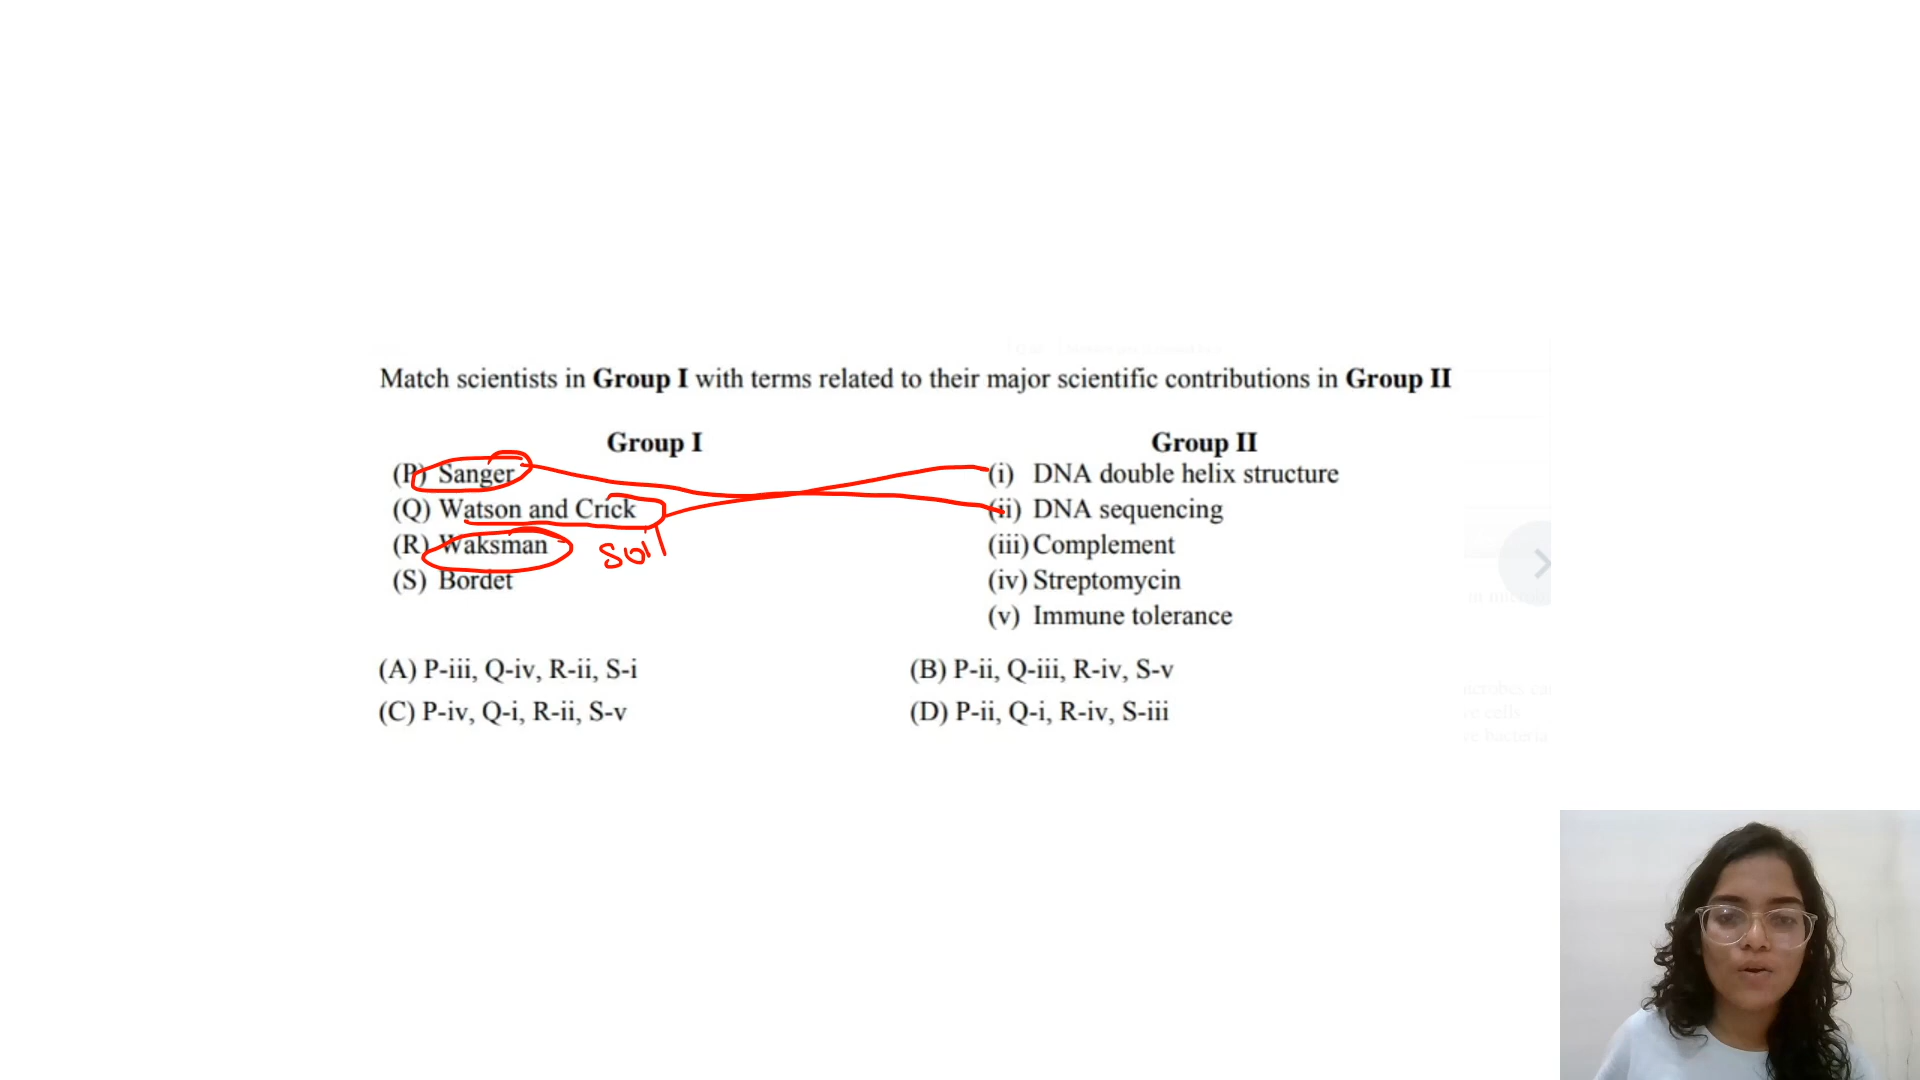 Match scientists in Group I with terms related to their major scientific contributions in Group II
Group I
Group II
(P) Sanger
(i) DNA double helix structure
(Q) Watson and Crick
(ii) DNA sequencing
(R) Waksman
soil
(iii) Complement
(S) Bordet
(iv) Streptomycin
(v) Immune tolerance
(A) P-iii, Q-iv, R-ii, S-i
(B) P-ii, Q-iii, R-iv, S-v
(C) P-iv, Q-i, R-ii, S-v
(D) P-ii, Q-i, R-iv, S-iii